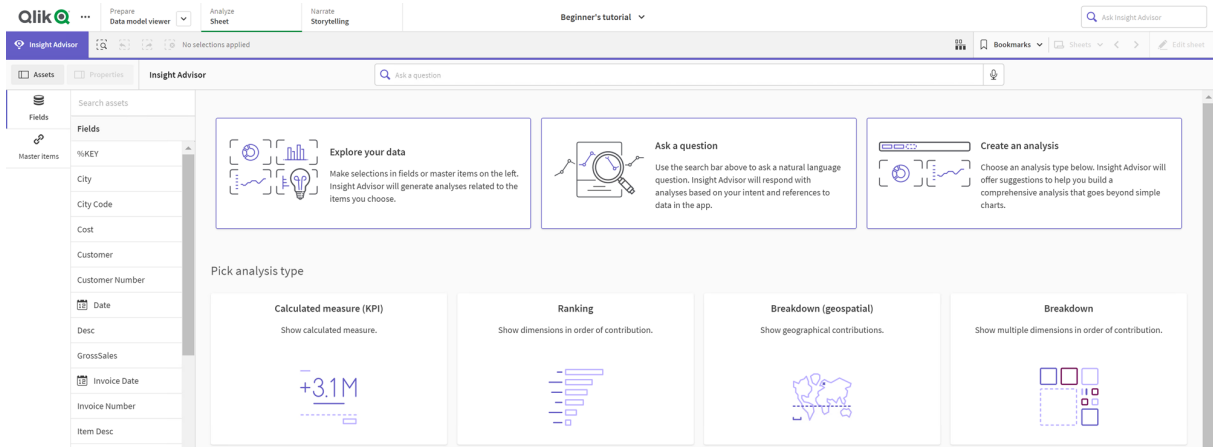 Qlik
Prepare
Data model viewer
Analyze
Sheet
Narrate
Storytelling
Beginner's tutorial
Ask Insight Advisor
Insight Advisor
No selections applied
Bookmarks
Sheets
Edit sheet
Assets
Properties
Insight Advisor
Ask a question
Fields
Master items
Search assets
Fields
%KEY
City
City Code
Cost
Customer
Customer Number
Date
Desc
GrossSales
Invoice Date
Invoice Number
Item Desc
Explore your data
Make selections in fields or master items on the left.
Insight Advisor will generate analyses related to the
items you choose.
Ask a question
Use the search bar above to ask a natural language
question. Insight Advisor will respond with
analyses based on your intent and references to
data in the app.
Create an analysis
Choose an analysis type below. Insight Advisor will
offer suggestions to help you build a
comprehensive analysis that goes beyond simple
charts.
Pick analysis type
Calculated measure (KPI)
Show calculated measure.
+3.1M
Ranking
Show dimensions in order of contribution.
Breakdown (geospatial)
Show geographical contributions.
Breakdown
Show multiple dimensions in order of contribution.